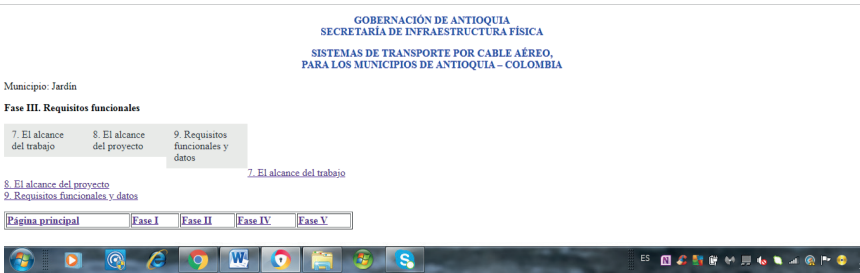 GOBERNACIÓN DE ANTIOQUIA
SECRETARÍA DE INFRAESTRUCTURA FÍSICA
SISTEMAS DE TRANSPORTE POR CABLE AÉREO,
PARA LOS MUNICIPIOS DE ANTIOQUIA – COLOMBIA
Municipio: Jardín
Fase III. Requisitos funcionales
7. El alcance del trabajo
8. El alcance del proyecto
9. Requisitos funcionales y datos
7. El alcance del trabajo
8. El alcance del proyecto
9. Requisitos funcionales y datos
Página principal Fase I Fase II Fase IV Fase V
ES